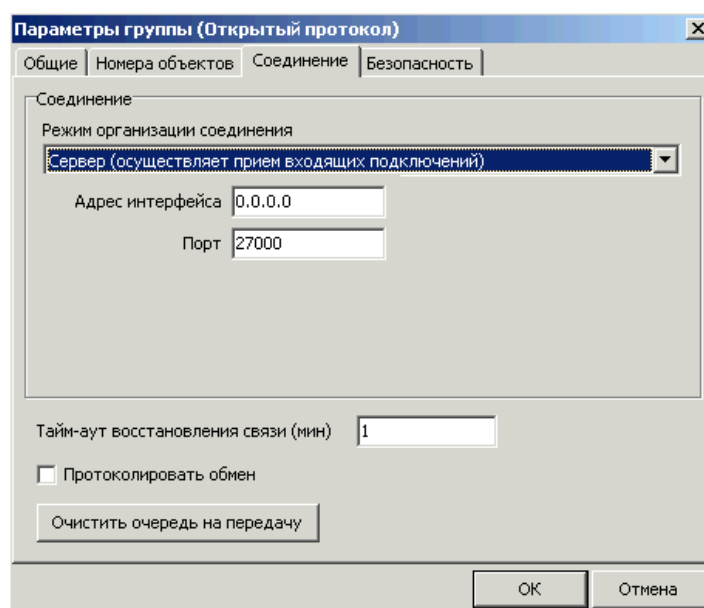 Параметры группы (Открытый протокол)
Общие Номера объектов Соединение Безопасность
Соединение
Режим организации соединения
Сервер (осуществляет прием входящих подключений)
Адрес интерфейса 0.0.0.0
Порт 27000
Тайм-аут восстановления связи (мин) 1
Протоколировать обмен
Очистить очередь на передачу
ОК Отмена